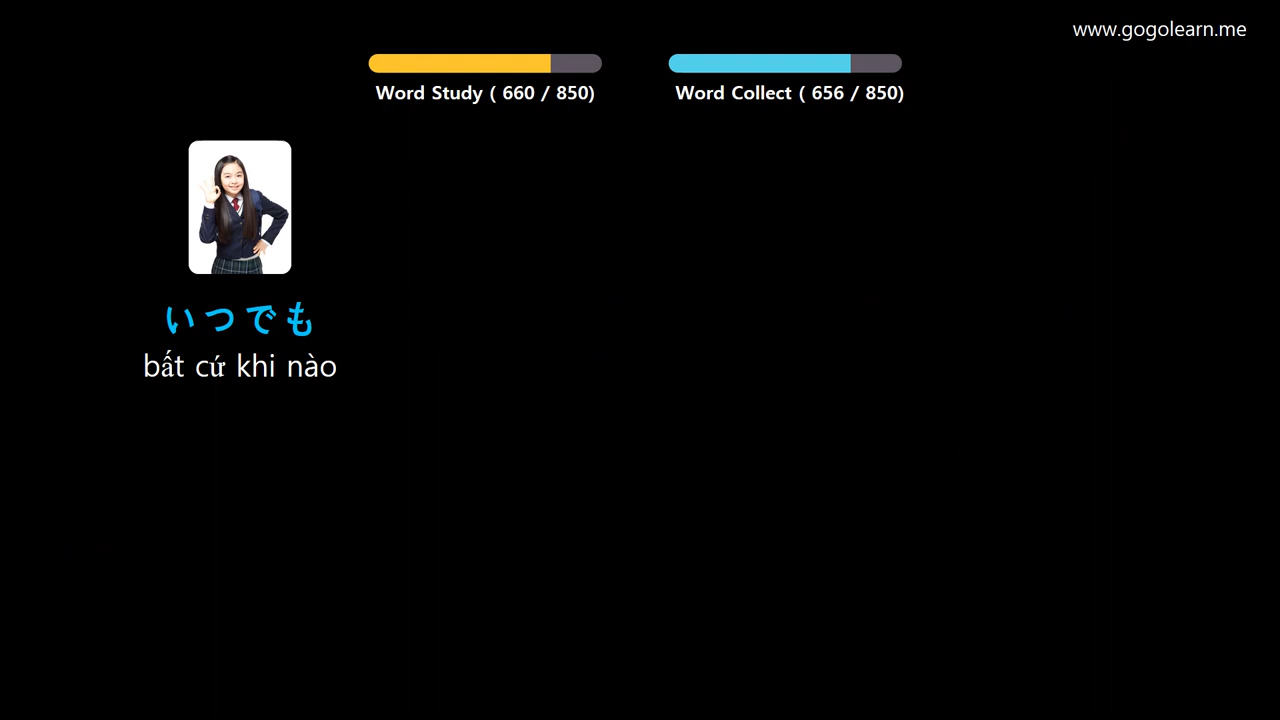 www.gogolearn.me
Word Study ( 660 / 850)
Word Collect ( 656 / 850)
いつでも
bất cứ khi nào